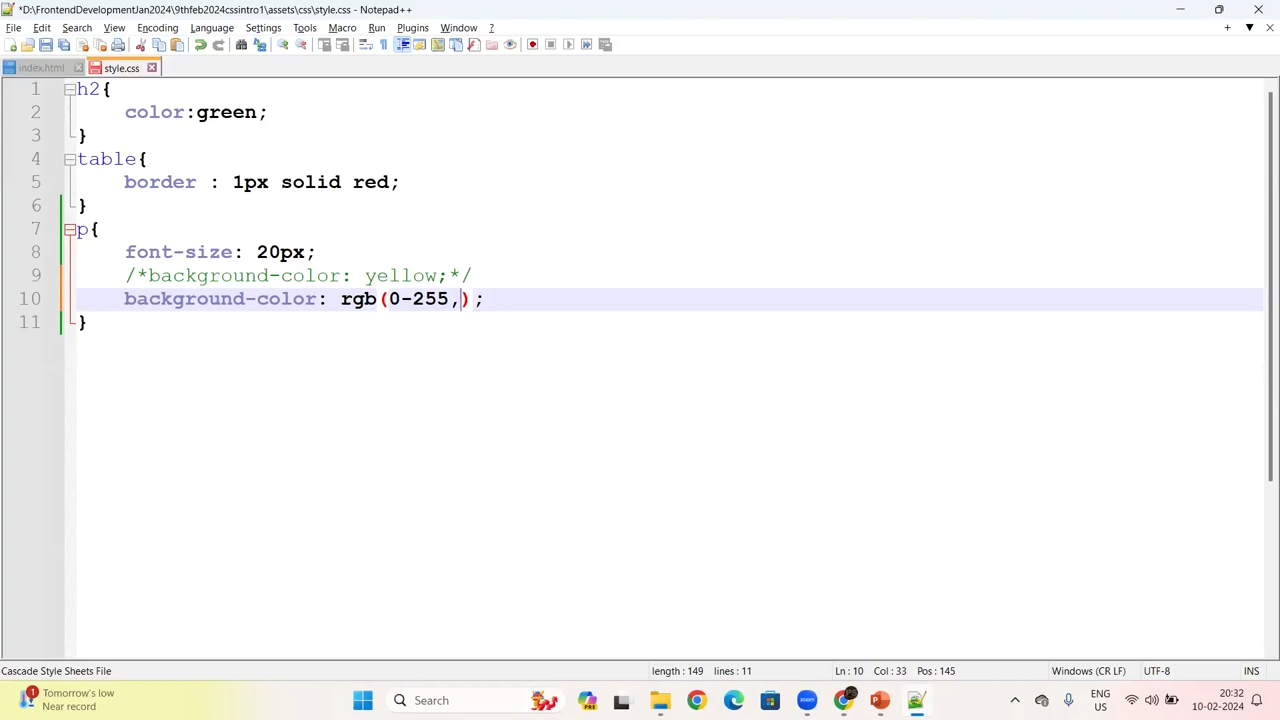 *D:\FrontendDevelopmentJan2024\9thfeb2024cssintro1\assets\css\style.css - Notepad++
File Edit Search View Encoding Language Settings Tools Macro Run Plugins Window ?
index.html style.css
1 h2{
2 color:green;
3 }
4 table{
5 border : 1px solid red;
6 }
7 p{
8 font-size: 20px;
9 /*background-color: yellow;*/
10 background-color: rgb(0-255,);
11 }
Cascade Style Sheets File length : 149 lines : 11 Ln : 10 Col : 33 Pos : 145 Windows (CR LF) UTF-8 INS
1 Tomorrow's low
Near record
Search
PRE
zoom
ENG
US
20:32
10-02-2024